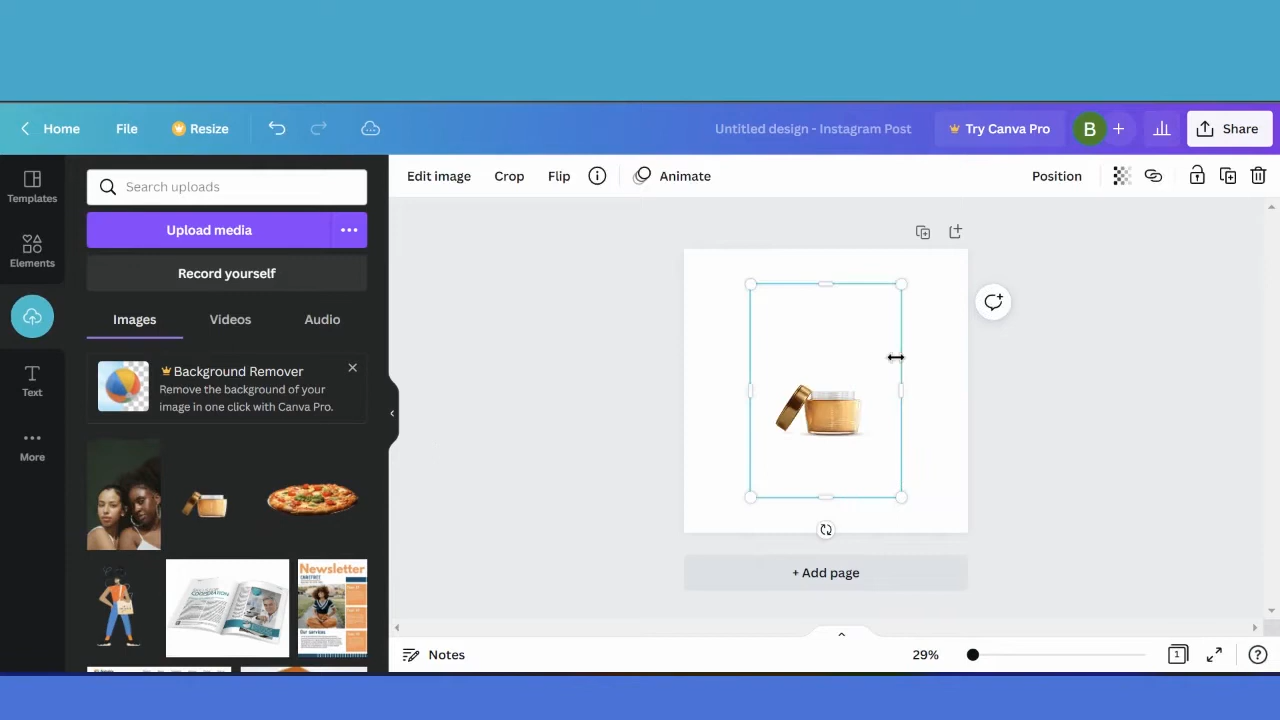 Home
File
Resize
Untitled design - Instagram Post
Try Canva Pro
B
Share
Templates
Elements
Text
More
Search uploads
Upload media
Record yourself
Images
Videos
Audio
Background Remover
Remove the background of your
image in one click with Canva Pro.
Newsletter
Edit image
Crop
Flip
Animate
Position
+ Add page
Notes
29%
1